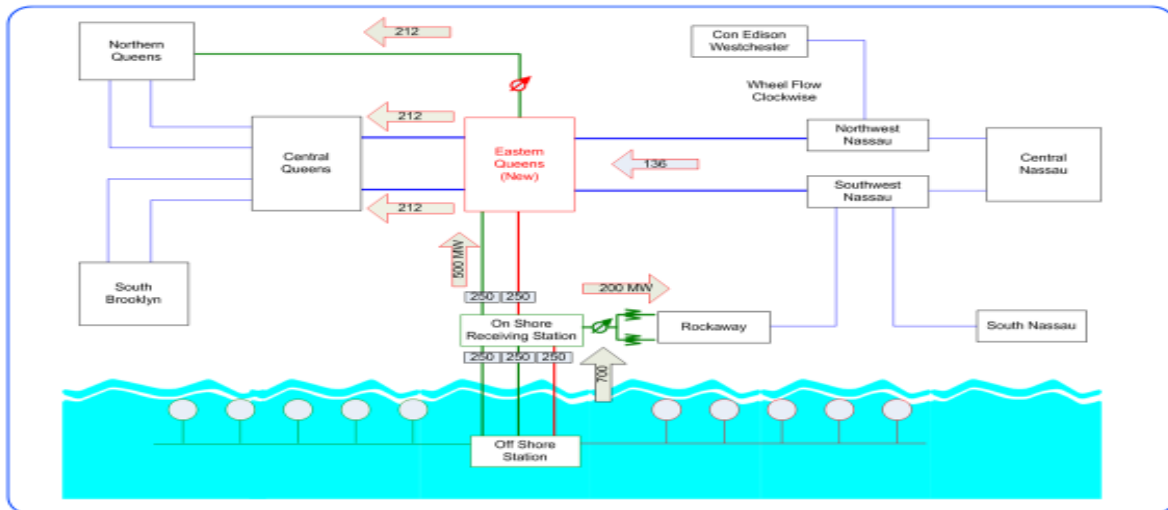 212
Northern
Queens
Con Edison
Westchester
Wheel Flow
Clockwise
212
Central
Queens
Eastern
Queens
(New)
136
Northwest
Nassau
Central
Nassau
Southwest
Nassau
212
500 MW
South
Brooklyn
250 250
200 MW
On Shore
Receiving Station
Rockaway
South Nassau
250 250 250
700
Off Shore
Station